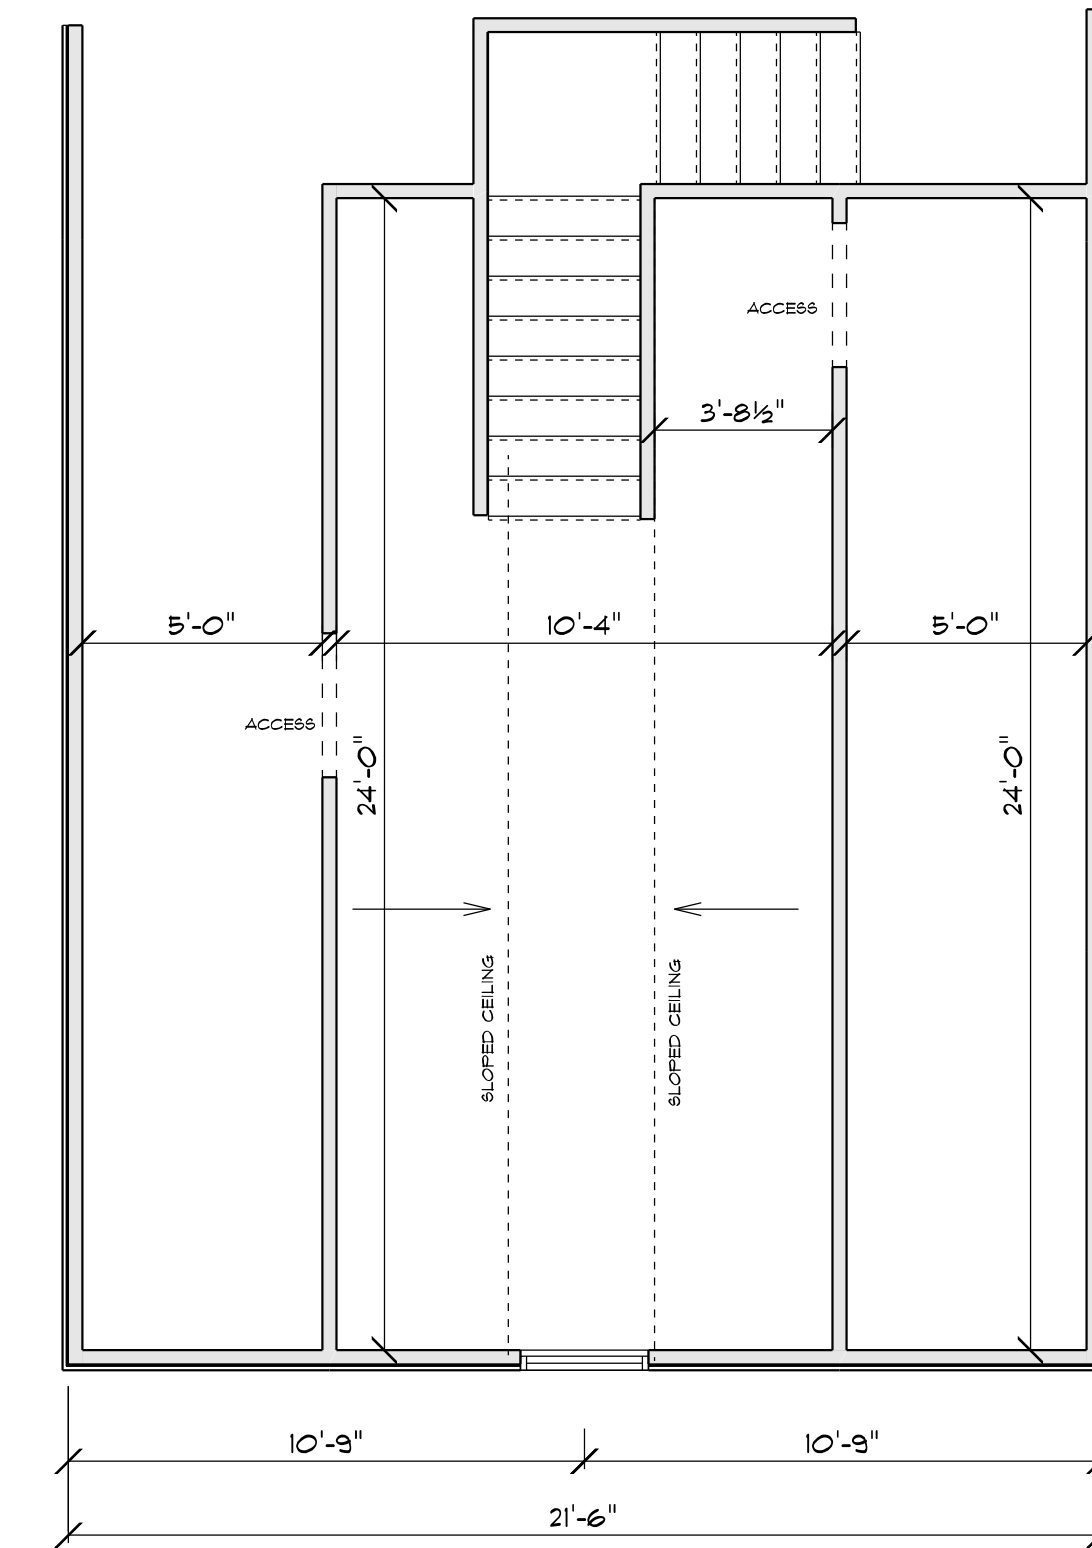 ACCESS
3'-8½"
5'-0"
10'-4"
5'-0"
ACCESS
24'-0"
24'-0"
SLOPED CEILING
SLOPED CEILING
10'-9"
10'-9"
21'-6"